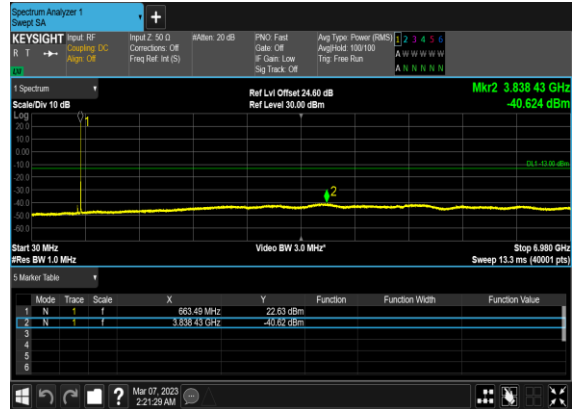 Spectrum Analyzer 1
Swept SA
+
KEYSIGHT Input: RF Input Z: 50 Ω #Atten: 20 dB PNO: Fast Avg Type: Power (RMS) 1 2 3 4 5 6
R T Coupling: DC Corrections: Off Gate: Off Avg|Hold: 100/100 A W W W W W
Align: Off Freq Ref: Int (S) IF Gain: Low Trig: Free Run
Sig Track: Off A N N N N N
1 Spectrum Ref Lvl Offset 24.60 dB Mkr2 3.838 43 GHz
Scale/Div 10 dB Ref Level 30.00 dBm -40.624 dBm
Log
1
20.0
10.0
0.00
-10.0
DL1 -13.00 dBm
-20.0
-30.0
2
-40.0
-50.0
-60.0
Start 30 MHz Video BW 3.0 MHz* Stop 6.980 GHz
#Res BW 1.0 MHz Sweep 13.3 ms (40001 pts)
5 Marker Table
Mode Trace Scale X Y Function Function Width Function Value
1 N 1 f 663.49 MHz 22.63 dBm
2 N 1 f 3.838 43 GHz -40.62 dBm
3
4
5
6
? Mar 07, 2023
2:21:29 AM